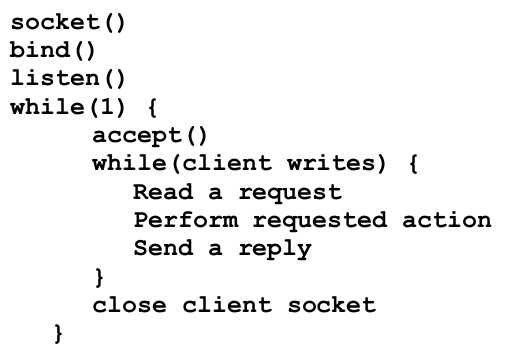 socket()
bind()
listen()
while(1) {
accept()
while(client writes) {
Read a request
Perform requested action
Send a reply
}
close client socket
}